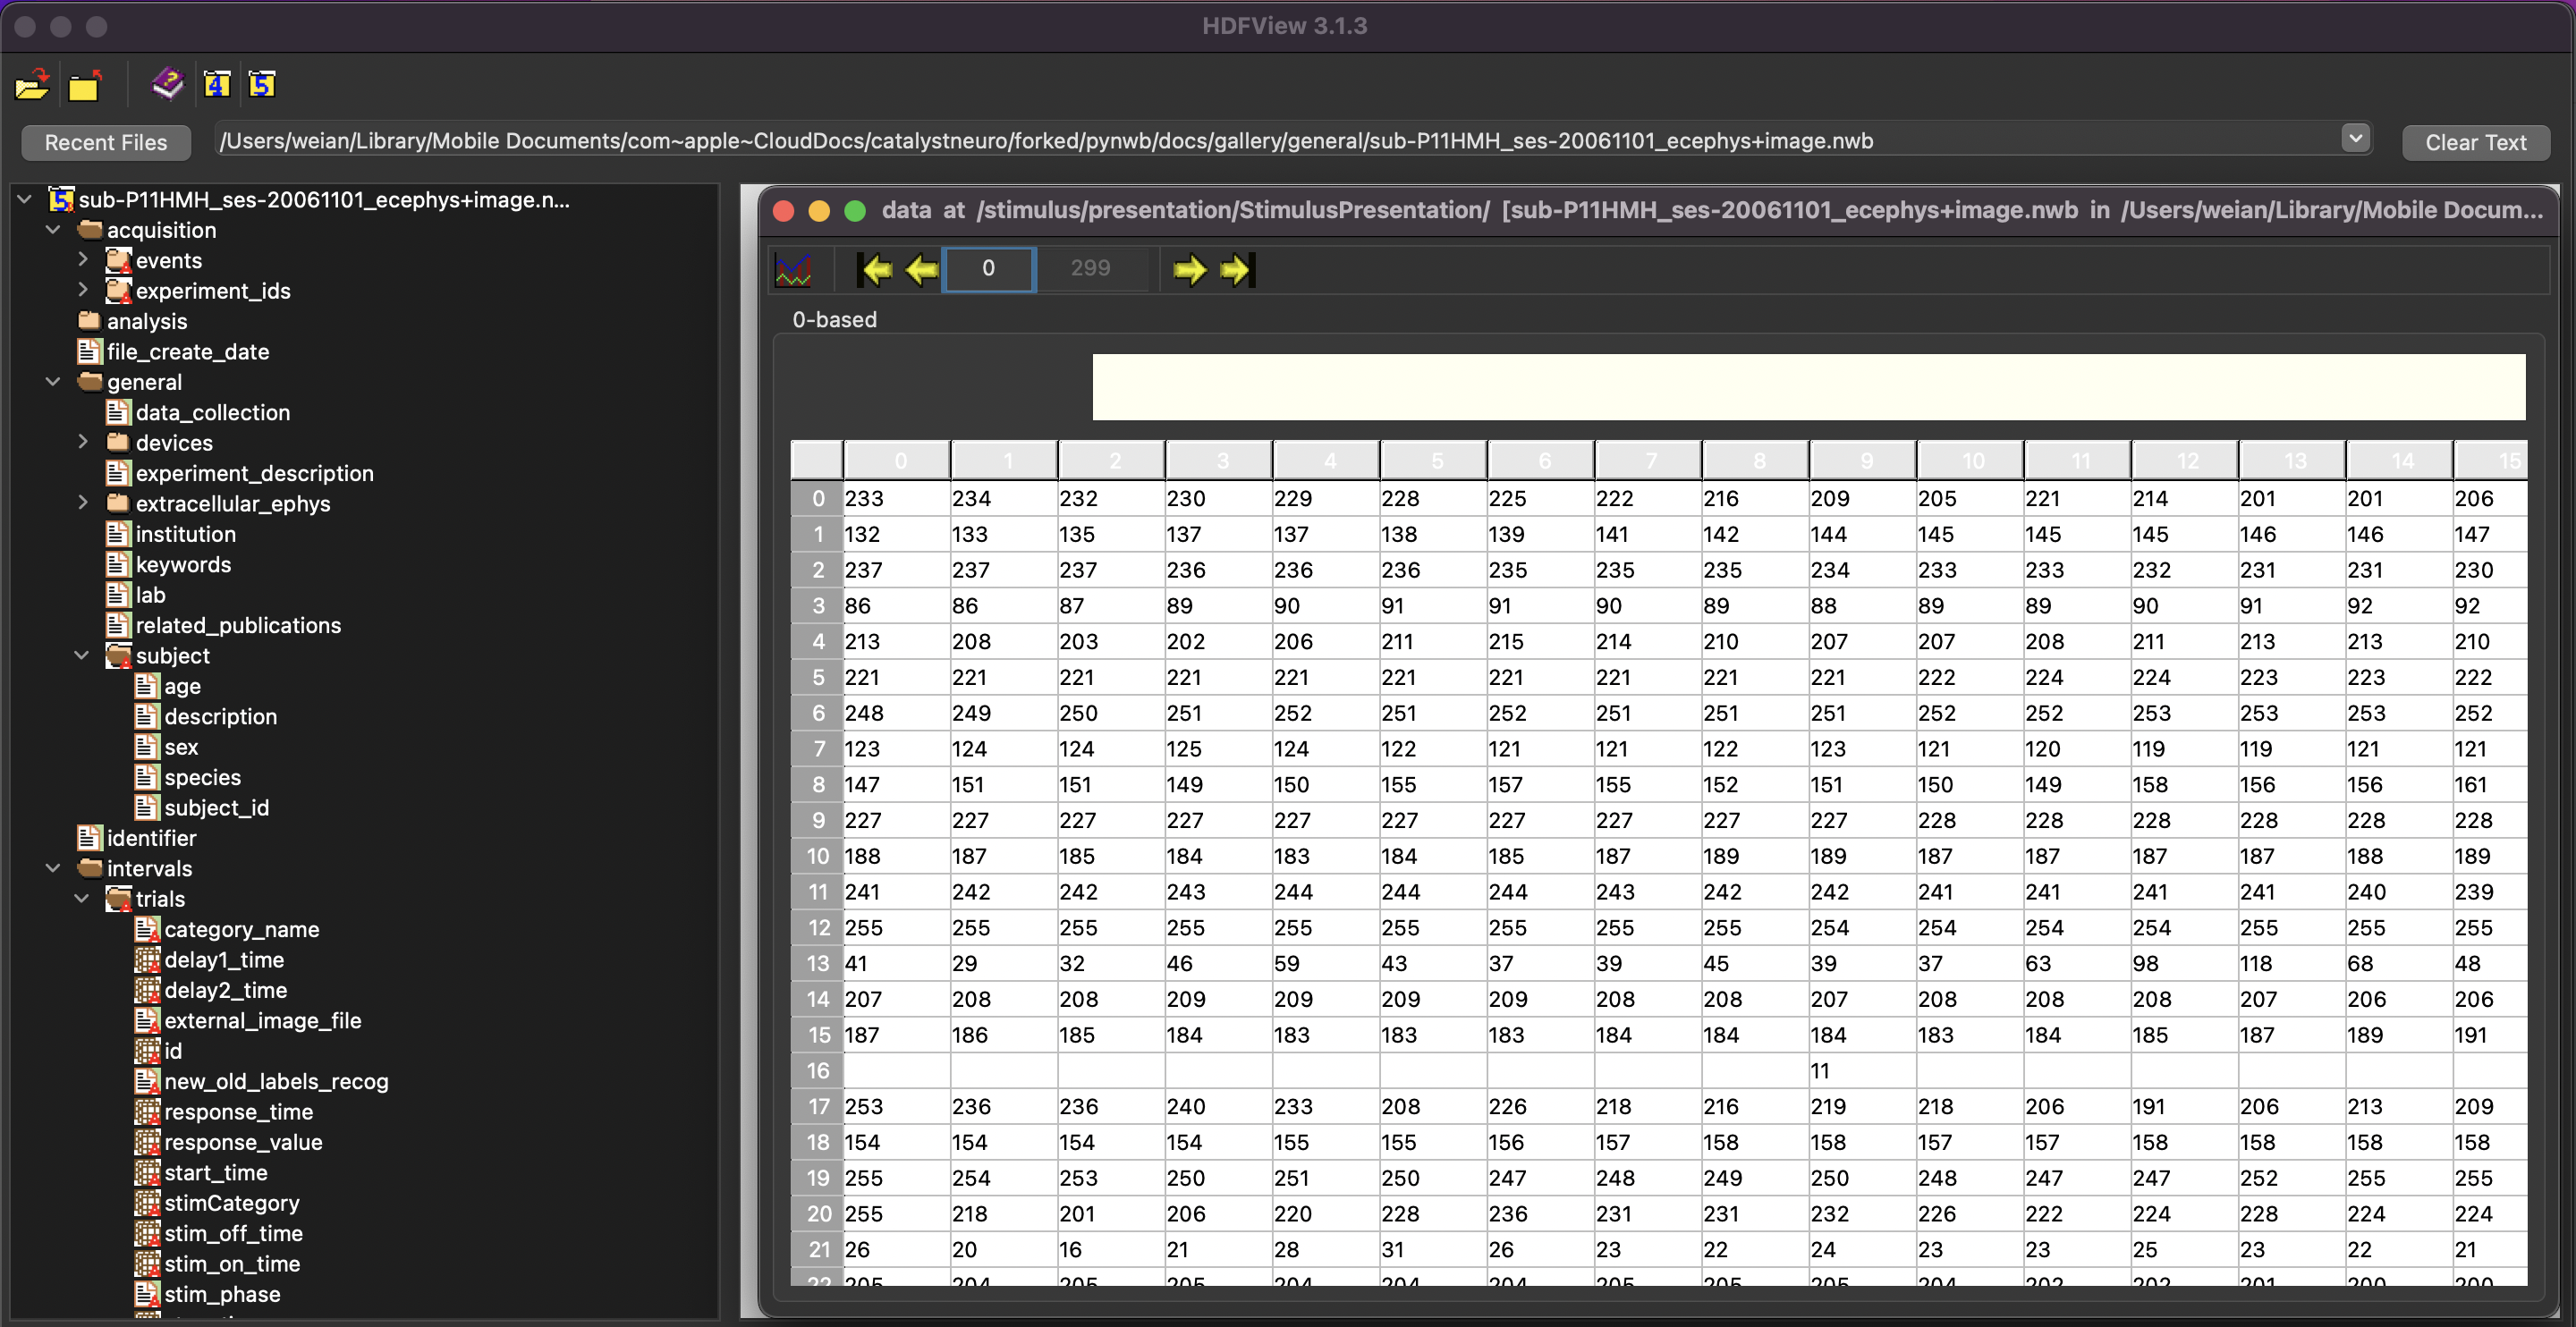 HDFView 3.1.3
? 4 5
Recent Files /Users/weian/Library/Mobile Documents/com~apple~CloudDocs/catalystneuro/forked/pynwb/docs/gallery/general/sub-P11HMH_ses-20061101_ecephys+image.nwb Clear Text
sub-P11HMH_ses-20061101_ecephys+image.n...
acquisition
events
experiment_ids
analysis
file_create_date
general
data_collection
devices
experiment_description
extracellular_ephys
institution
keywords
lab
related_publications
subject
age
description
sex
species
subject_id
identifier
intervals
trials
category_name
delay1_time
delay2_time
external_image_file
id
new_old_labels_recog
response_time
response_value
start_time
stimCategory
stim_off_time
stim_on_time
stim_phase
data at /stimulus/presentation/StimulusPresentation/ [sub-P11HMH_ses-20061101_ecephys+image.nwb in /Users/weian/Library/Mobile Docum...
0 299
0-based
0 1 2 3 4 5 6 7 8 9 10 11 12 13 14 15
0 233 234 232 230 229 228 225 222 216 209 205 221 214 201 201 206
1 132 133 135 137 137 138 139 141 142 144 145 145 145 146 146 147
2 237 237 237 236 236 236 235 235 235 234 233 233 232 231 231 230
3 86 86 87 89 90 91 91 90 89 88 89 89 90 91 92 92
4 213 208 203 202 206 211 215 214 210 207 207 208 211 213 213 210
5 221 221 221 221 221 221 221 221 221 221 222 224 224 223 223 222
6 248 249 250 251 252 251 252 251 251 251 252 252 253 253 253 252
7 123 124 124 125 124 122 121 121 122 123 121 120 119 119 121 121
8 147 151 151 149 150 155 157 155 152 151 150 149 158 156 156 161
9 227 227 227 227 227 227 227 227 227 227 228 228 228 228 228 228
10 188 187 185 184 183 184 185 187 189 189 187 187 187 187 188 189
11 241 242 242 243 244 244 244 243 242 242 241 241 241 241 240 239
12 255 255 255 255 255 255 255 255 255 254 254 254 254 255 255 255
13 41 29 32 46 59 43 37 39 45 39 37 63 98 118 68 48
14 207 208 208 209 209 209 209 208 208 207 208 208 208 207 206 206
15 187 186 185 184 183 183 183 184 184 184 183 184 185 187 189 191
16 11
17 253 236 236 240 233 208 226 218 216 219 218 206 191 206 213 209
18 154 154 154 154 155 155 156 157 158 158 157 157 158 158 158 158
19 255 254 253 250 251 250 247 248 249 250 248 247 247 252 255 255
20 255 218 201 206 220 228 236 231 231 232 226 222 224 228 224 224
21 26 20 16 21 28 31 26 23 22 24 23 23 25 23 22 21
22 205 204 205 205 204 204 204 205 205 205 204 202 202 201 200 200